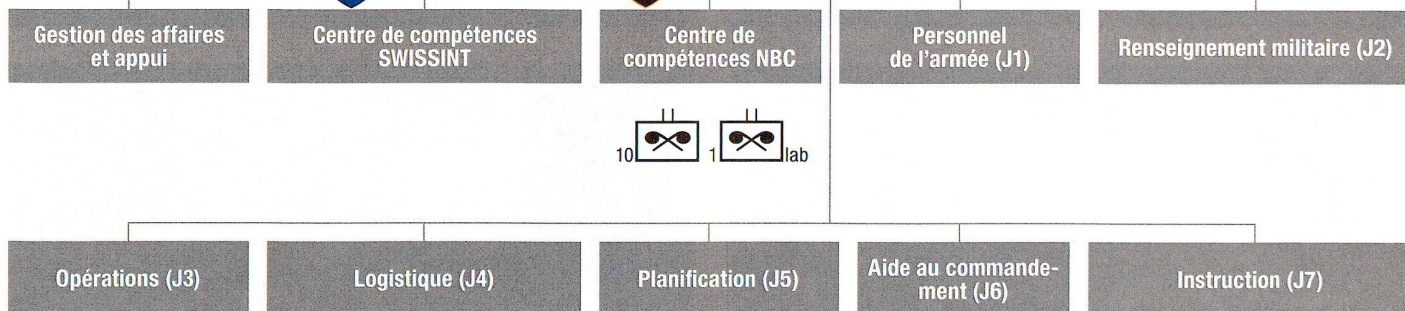 Gestion des affaires
et appui
Centre de compétences
SWISSINT
Centre de
compétences NBC
Personnel
de l'armée (J1)
Renseignement militaire (J2)
10
1
lab
Opérations (J3)
Logistique (J4)
Planification (J5)
Aide au commande-
ment (J6)
Instruction (J7)